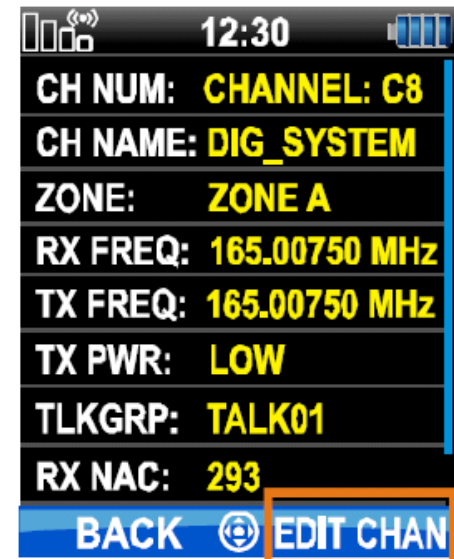 12:30
CH NUM: CHANNEL: C8
CH NAME: DIG_SYSTEM
ZONE: ZONE A
RX FREQ: 165.00750 MHz
TX FREQ: 165.00750 MHz
TX PWR: LOW
TLKGRP: TALK01
RX NAC: 293
BACK EDIT CHAN